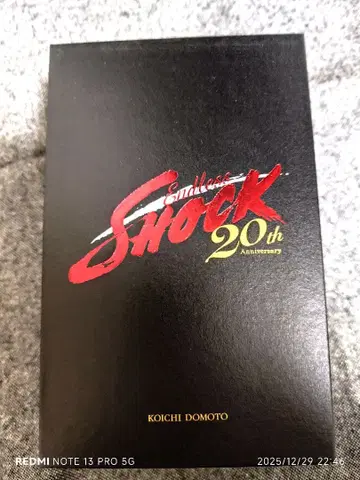 Endless
SHOCK
20th
Anniversary
KOICHI DOMOTO
REDMI NOTE 13 PRO 5G
2025/12/29 22:46